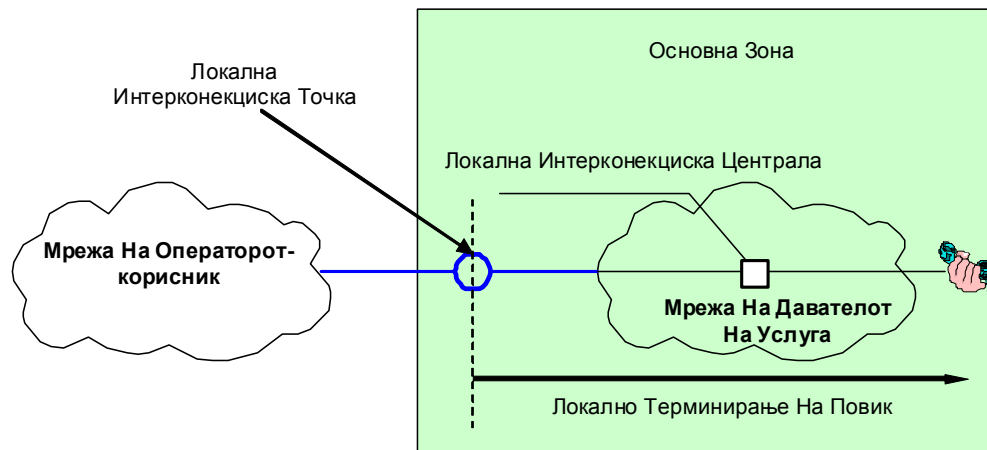 Основна Зона
Локална
Интерконекциска Точка
Локална Интерконекциска Централа
Мрежа На Операторот-
корисник
Мрежа На Давателот
На Услуга
Локално Терминирање На Повик